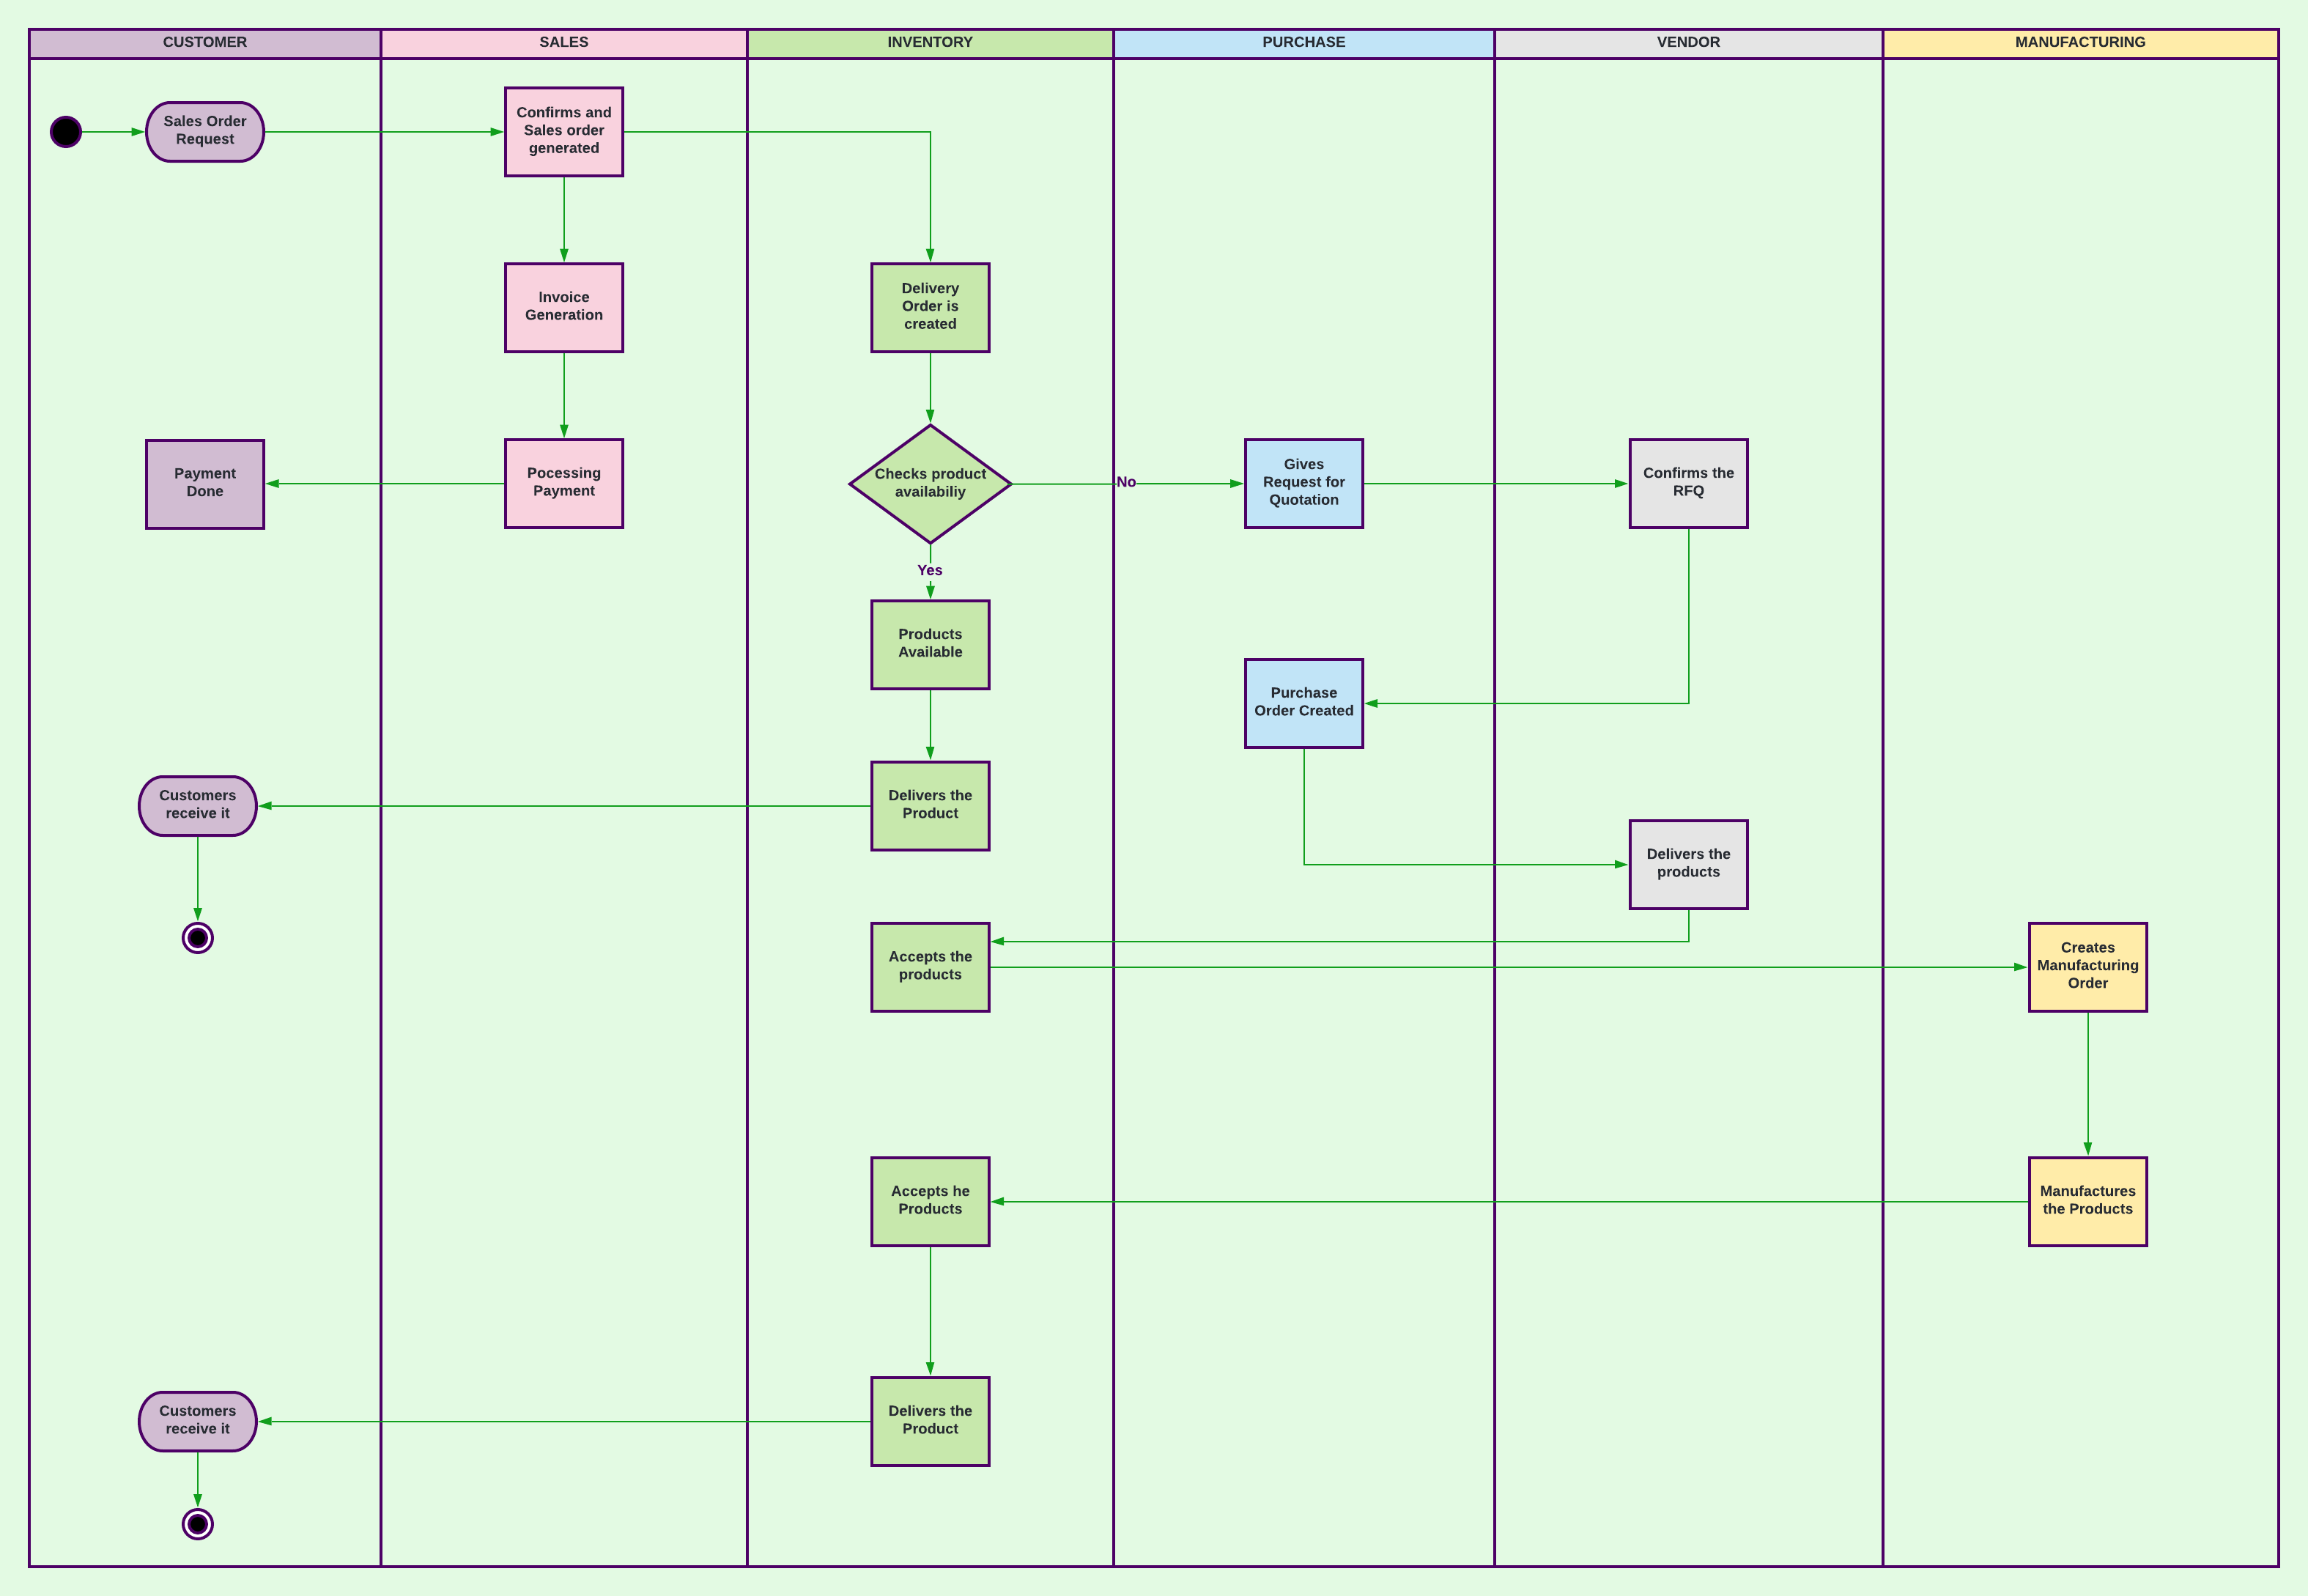 CUSTOMER
SALES
INVENTORY
PURCHASE
VENDOR
MANUFACTURING
Sales Order
Request
Confirms and
Sales order
generated
Invoice
Generation
Delivery
Order is
created
Payment
Done
Pocessing
Payment
Checks product
availabiliy
No
Gives
Request for
Quotation
Confirms the
RFQ
Yes
Products
Available
Purchase
Order Created
Customers
receive it
Delivers the
Product
Delivers the
products
Accepts the
products
Creates
Manufacturing
Order
Accepts he
Products
Manufactures
the Products
Customers
receive it
Delivers the
Product